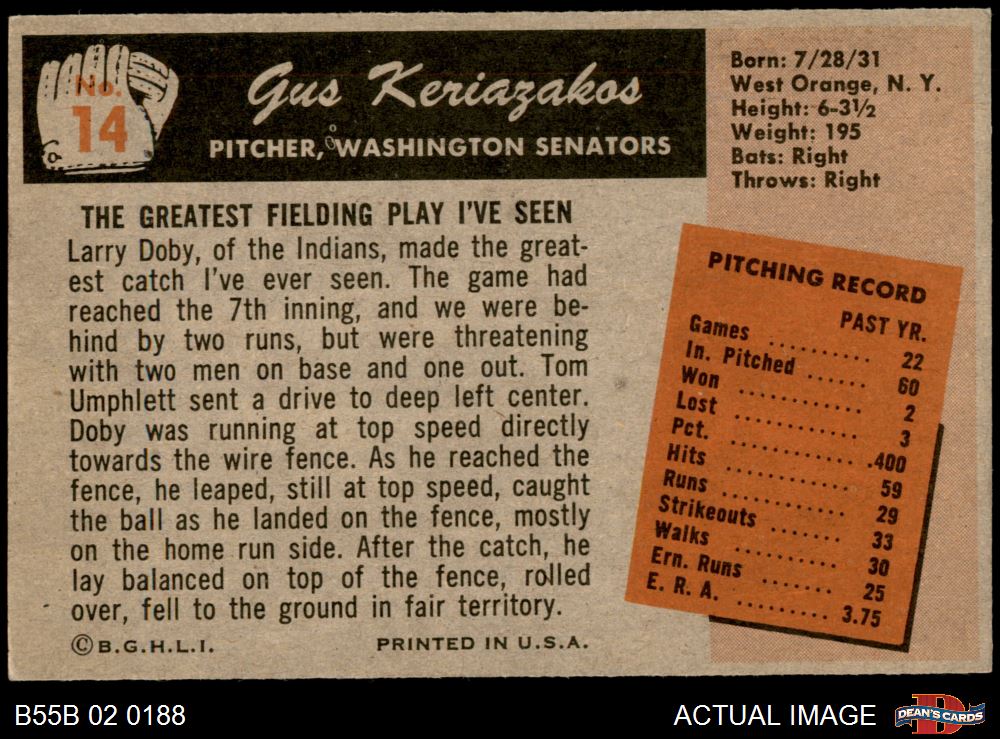 No.
14
Gus Keriazakos
PITCHER, WASHINGTON SENATORS
Born: 7/28/31
West Orange, N. Y.
Height: 6-3½
Weight: 195
Bats: Right
Throws: Right
THE GREATEST FIELDING PLAY I'VE SEEN
Larry Doby, of the Indians, made the great-
est catch I've ever seen. The game had
reached the 7th inning, and we were be-
hind by two runs, but were threatening
with two men on base and one out. Tom
Umphlett sent a drive to deep left center.
Doby was running at top speed directly
towards the wire fence. As he reached the
fence, he leaped, still at top speed, caught
the ball as he landed on the fence, mostly
on the home run side. After the catch, he
lay balanced on top of the fence, rolled
over, fell to the ground in fair territory.
©B.G.H.L.I. PRINTED IN U.S.A.
PITCHING RECORD
PAST YR.
Games .......... 22
In. Pitched ...... 60
Won ............ 2
Lost ............ 3
Pct. ............ .400
Hits ............ 59
Runs ............ 29
Strikeouts ....... 33
Walks .......... 30
Ern. Runs ...... 25
E. R. A. ......... 3.75
B55B 02 0188
ACTUAL IMAGE
D
DEAN'S CARDS